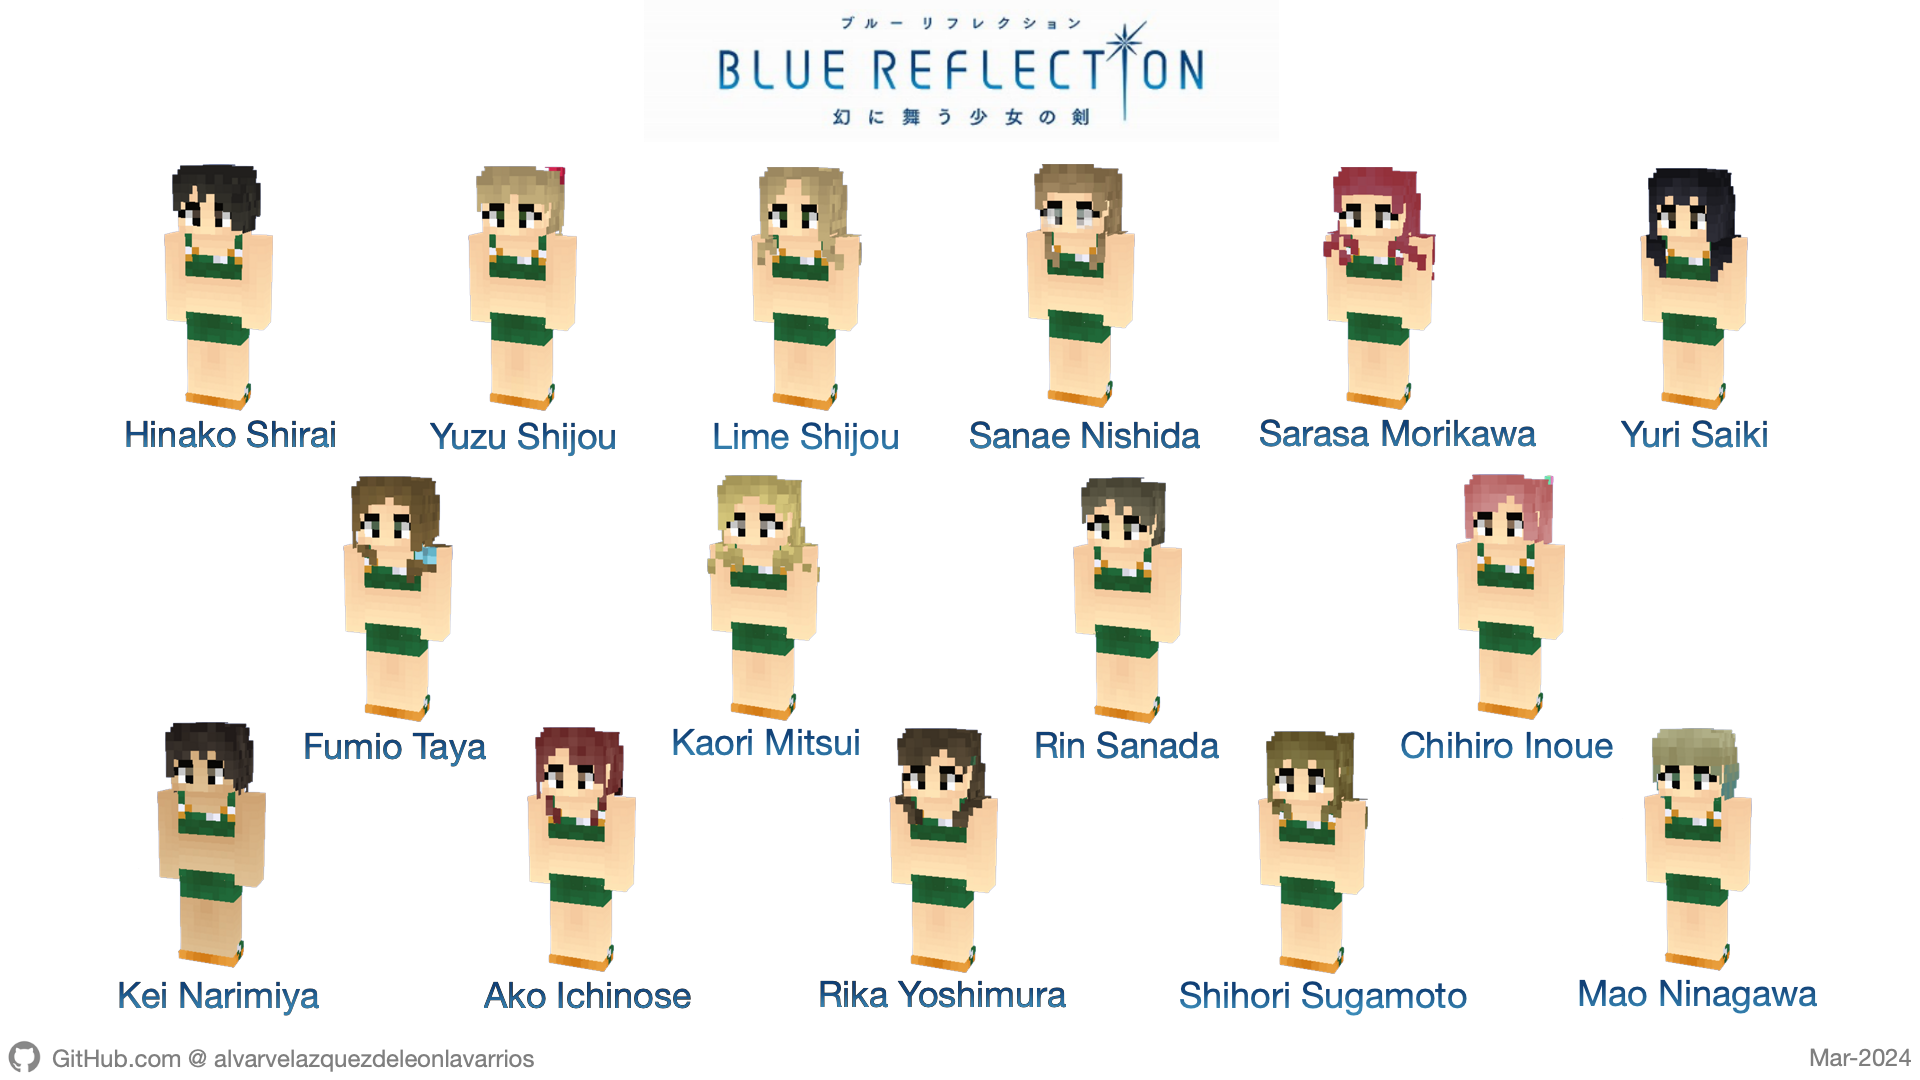 ブルー リフレクション
BLUE REFLECTION
幻に舞う少女の剣
Hinako Shirai
Yuzu Shijou
Lime Shijou
Sanae Nishida
Sarasa Morikawa
Yuri Saiki
Fumio Taya
Kaori Mitsui
Rin Sanada
Chihiro Inoue
Kei Narimiya
Ako Ichinose
Rika Yoshimura
Shihori Sugamoto
Mao Ninagawa
GitHub.com @ alvarvelazquezdeleonlavarrios
Mar-2024